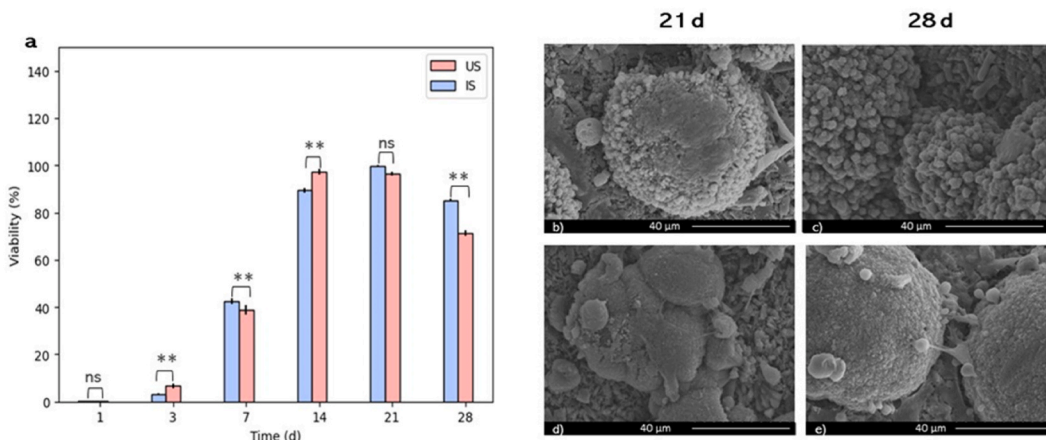 21 d
28 d
a
US
IS
140
120
100
80
60
40
20
0
Viability (%)
ns
**
**
**
ns
**
1
3
7
14
21
28
Time (d)
b)
40 µm
c)
40 µm
d)
40 µm
e)
40 µm